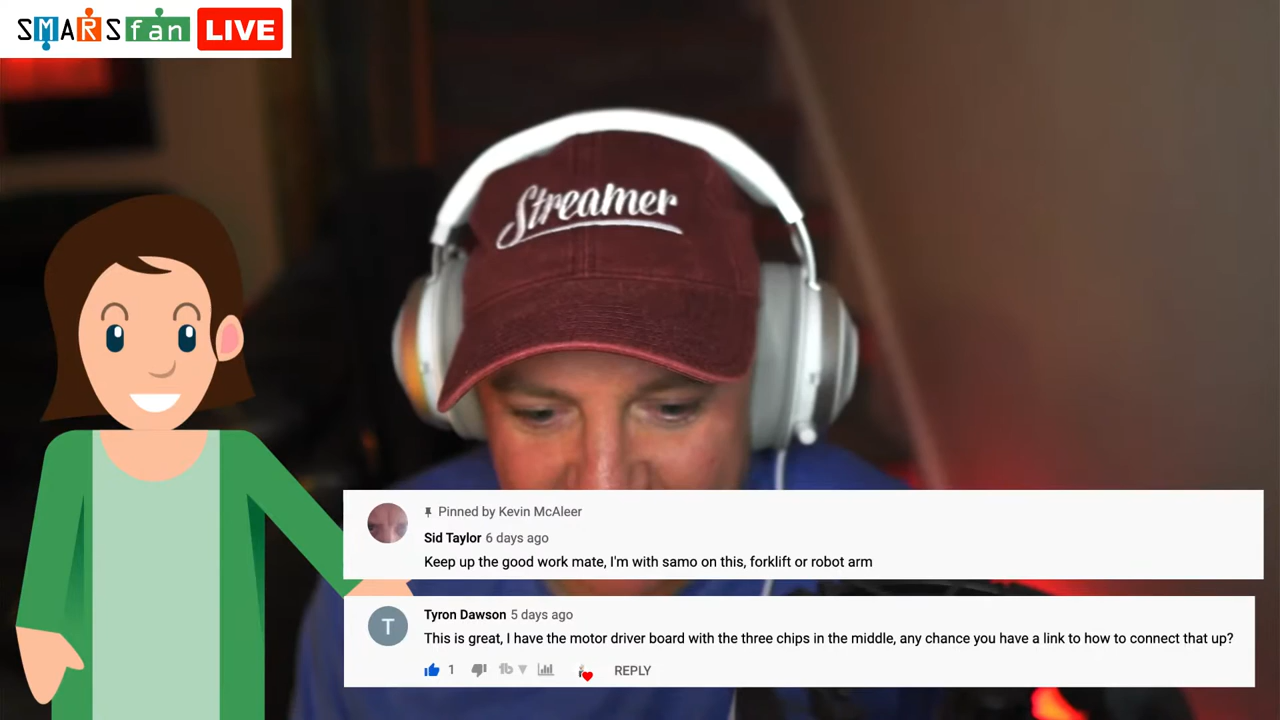 SMARSfan LIVE
Streamer
Pinned by Kevin McAleer
Sid Taylor 6 days ago
Keep up the good work mate, I'm with samo on this, forklift or robot arm
T
Tyron Dawson 5 days ago
This is great, I have the motor driver board with the three chips in the middle, any chance you have a link to how to connect that up?
1 REPLY